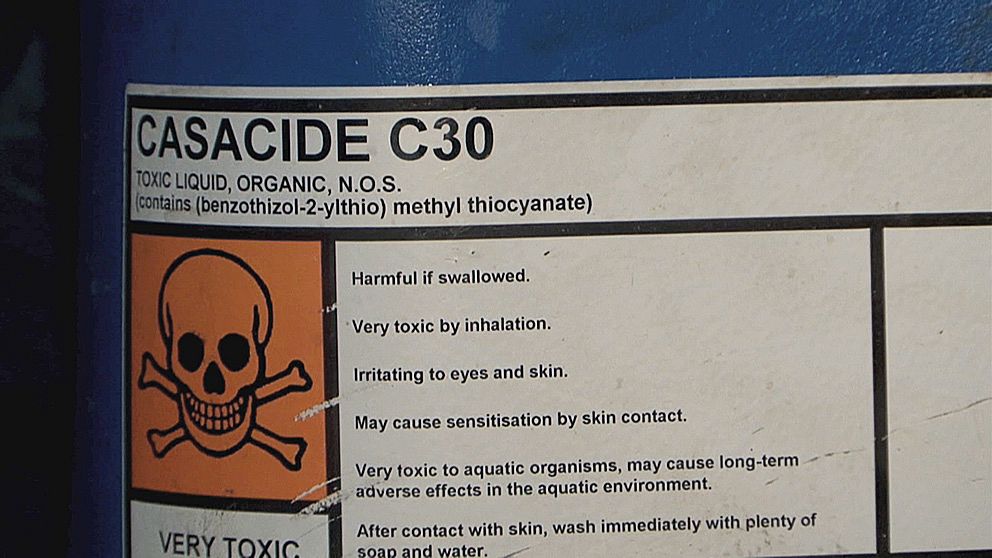 CASACIDE C30
TOXIC LIQUID, ORGANIC, N.O.S.
(contains (benzothizol-2-ylthio) methyl thiocyanate)
Harmful if swallowed.
Very toxic by inhalation.
Irritating to eyes and skin.
May cause sensitisation by skin contact.
Very toxic to aquatic organisms, may cause long-term
adverse effects in the aquatic environment.
After contact with skin, wash immediately with plenty of
soap and water.
VERY TOXIC